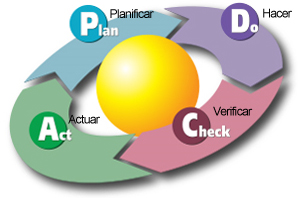 Plan Planificar
Do Hacer
Actuar Verificar
Act Check